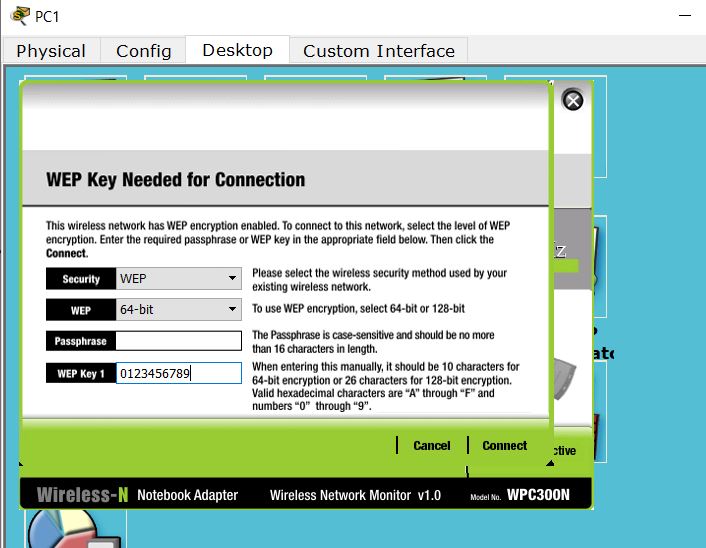 PC1
Physical Config Desktop Custom Interface
WEP Key Needed for Connection
This wireless network has WEP encryption enabled. To connect to this network, select the level of WEP
encryption. Enter the required passphrase or WEP key in the appropriate field below. Then click the
Connect.
Security WEP
Please select the wireless security method used by your
existing wireless network.
WEP 64-bit To use WEP encryption, select 64-bit or 128-bit
Passphrase
The Passphrase is case-sensitive and should be no more
than 16 characters in length.
WEP Key 1 0123456789
When entering this manually, it should be 10 characters for
64-bit encryption or 26 characters for 128-bit encryption.
Valid hexadecimal characters are "A" through "F" and
numbers "0" through "9".
Cancel Connect
Wireless-N Notebook Adapter Wireless Network Monitor v1.0 Model No. WPC300N